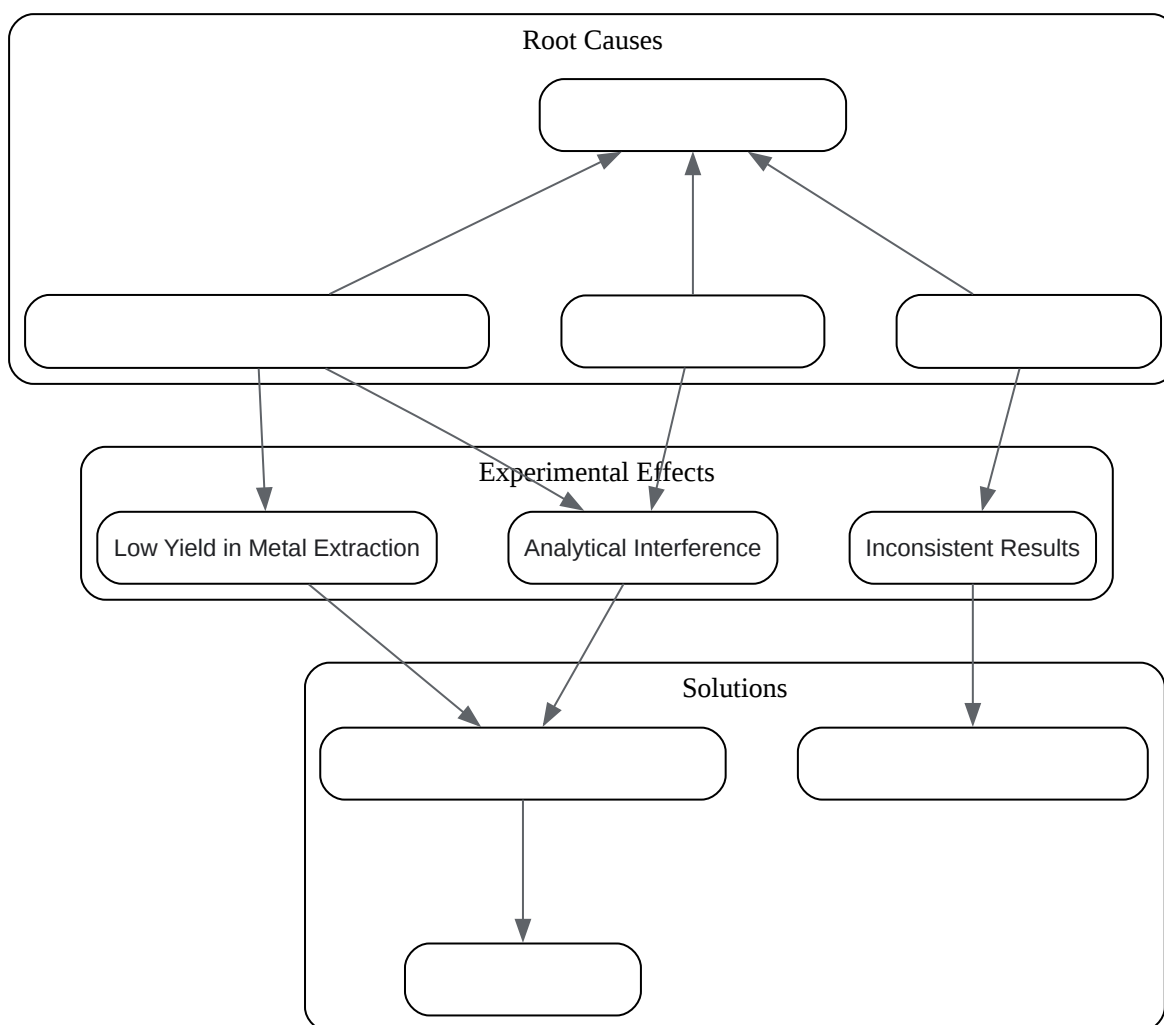 Root Causes
Experimental Effects
Low Yield in Metal Extraction
Analytical Interference
Inconsistent Results
Solutions